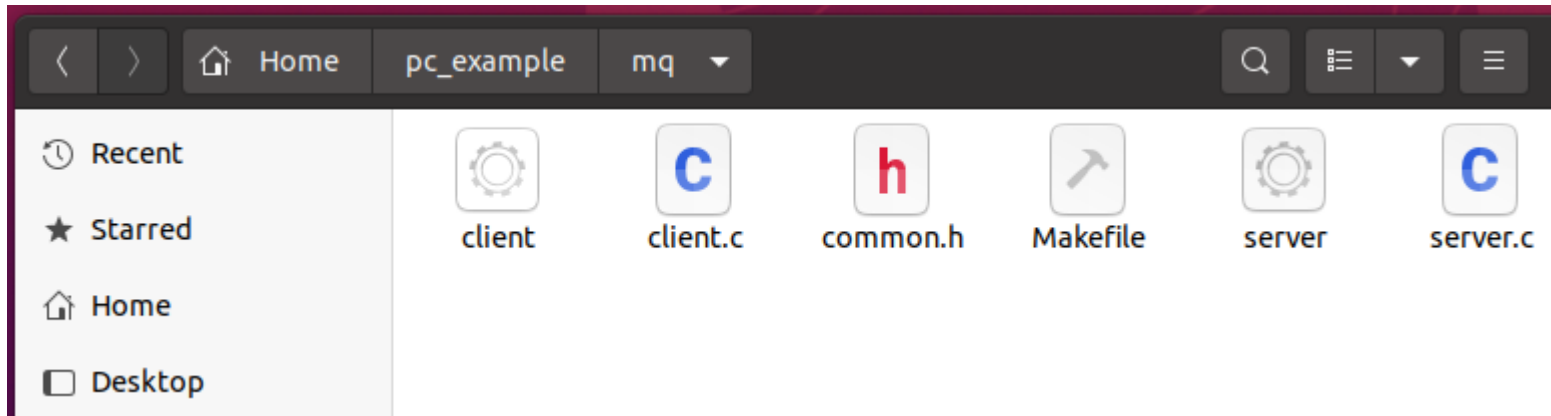 Home pc_example mq
Recent
Starred
Home
Desktop
C h C
client client.c common.h Makefile server server.c